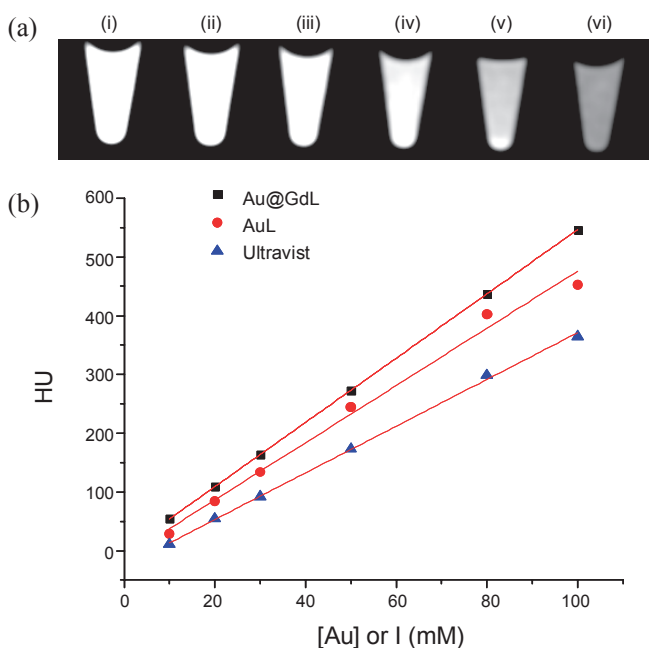 (a)
(i) (ii) (iii) (iv) (v) (vi)
(b)
600
500
400
300
200
100
0
HU
Au@GdL
AuL
Ultravist
0 20 40 60 80 100
[Au] or I (mM)